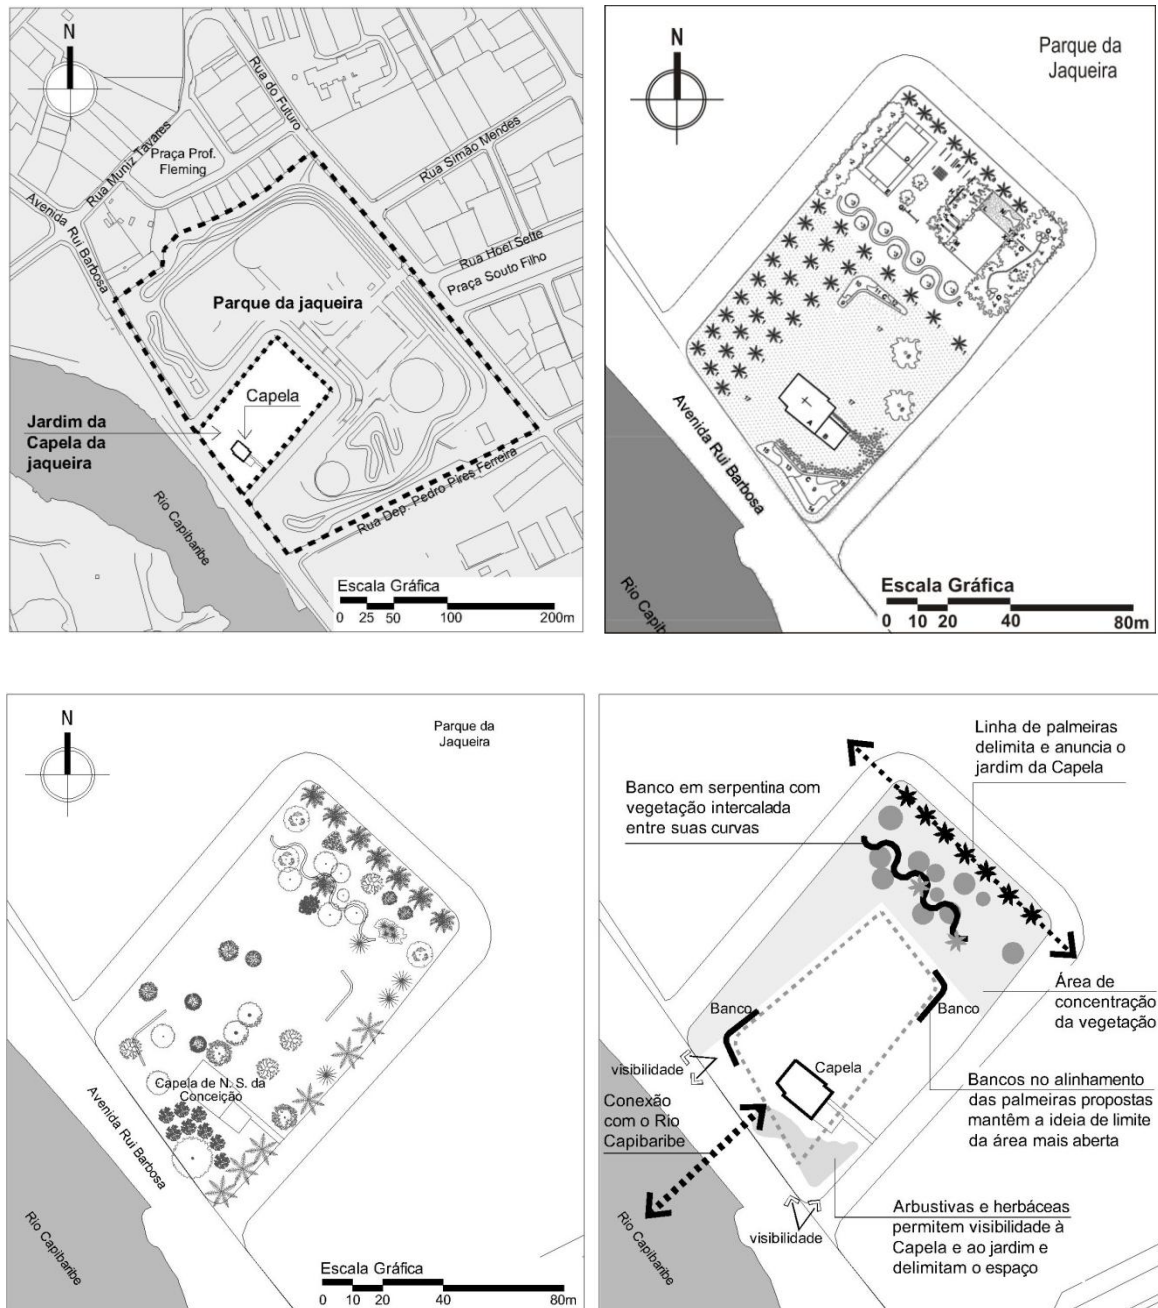 N
Rua do Futuro
Rua Muniz Tavares
Praça Prof.
Fleming
Rua Simão Mendes
Avenida Rui Barbosa
Rua Hoel Sette
Praça Souto Filho
Parque da jaqueira
Capela
Jardim da
Capela da
jaqueira
Rua Dep. Pedro Pires Ferreira
Rio Capibaribe
Escala Gráfica
0 25 50 100 200m
N
Parque da
Jaqueira
Avenida Rui Barbosa
Rio Capibaribe
Escala Gráfica
0 10 20 40 80m
N
Parque da
Jaqueira
Capela de N. S. da
Conceição
Avenida Rui Barbosa
Rio Capibaribe
Escala Gráfica
0 10 20 40 80m
Linha de palmeiras
delimita e anuncia o
jardim da Capela
Banco em serpentina com
vegetação intercalada
entre suas curvas
Área de
concentração
da vegetação
Banco
Banco
visibilidade
Capela
Conexão
com o Rio
Capibaribe
Bancos no alinhamento
das palmeiras propostas
mantêm a ideia de limite
da área mais aberta
Arbustivas e herbáceas
permitem visibilidade à
Capela e ao jardim e
delimitam o espaço
visibilidade
Rio Capibaribe